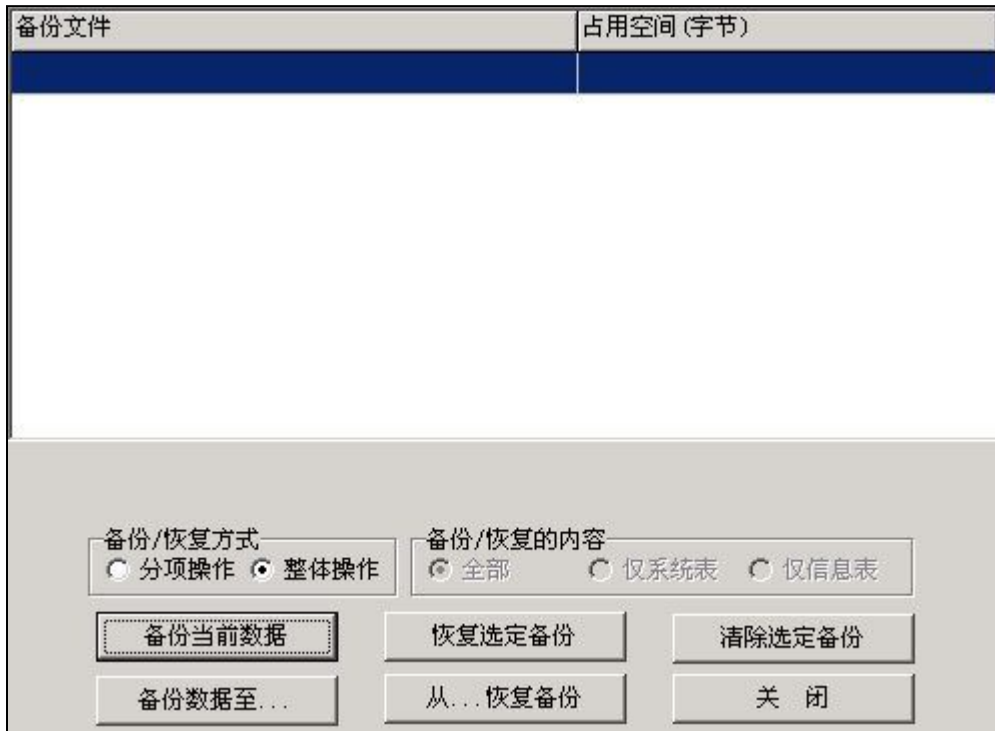 备份文件 占用空间(字节)
备份/恢复方式 备份/恢复的内容
分项操作 整体操作 全部 仅系统表 仅信息表
备份当前数据 恢复选定备份 清除选定备份
备份数据至... 从...恢复备份 关 闭